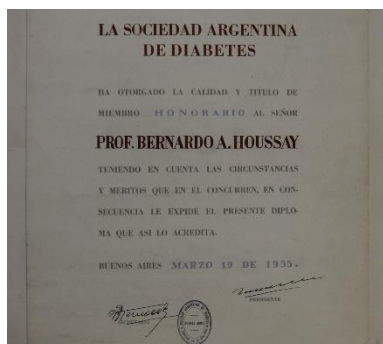 LA SOCIEDAD ARGENTINA
DE DIABETES
HA OTORGADO LA CALIDAD Y TITULO DE
MIEMBRO HONORARIO AL SEÑOR
PROF. BERNARDO A. HOUSSAY
TENIENDO EN CUENTA LAS CIRCUNSTANCIAS
Y MERITOS QUE EN EL CONCURREN, EN CON-
SECUENCIA LE EXPIDE EL PRESENTE DIPLO-
MA QUE ASI LO ACREDITA.
BUENOS AIRES MARZO 19 DE 1955.
PRESIDENTE